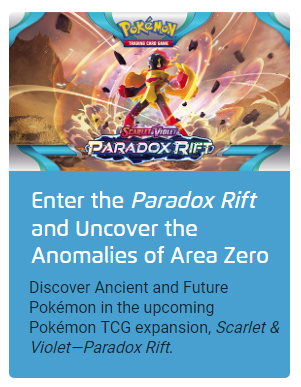 Pokémon
TRADING CARD GAME
SCARLET & VIOLET
PARADOX RIFT
Enter the Paradox Rift
and Uncover the
Anomalies of Area Zero
Discover Ancient and Future
Pokémon in the upcoming
Pokémon TCG expansion, Scarlet &
Violet—Paradox Rift.